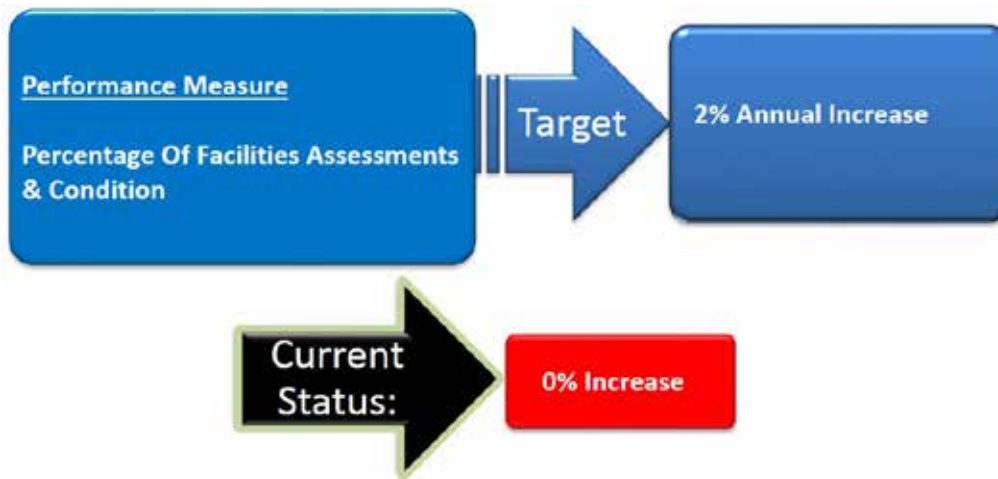 Performance Measure
Percentage Of Facilities Assessments
& Condition
Target
2% Annual Increase
Current
Status:
0% Increase